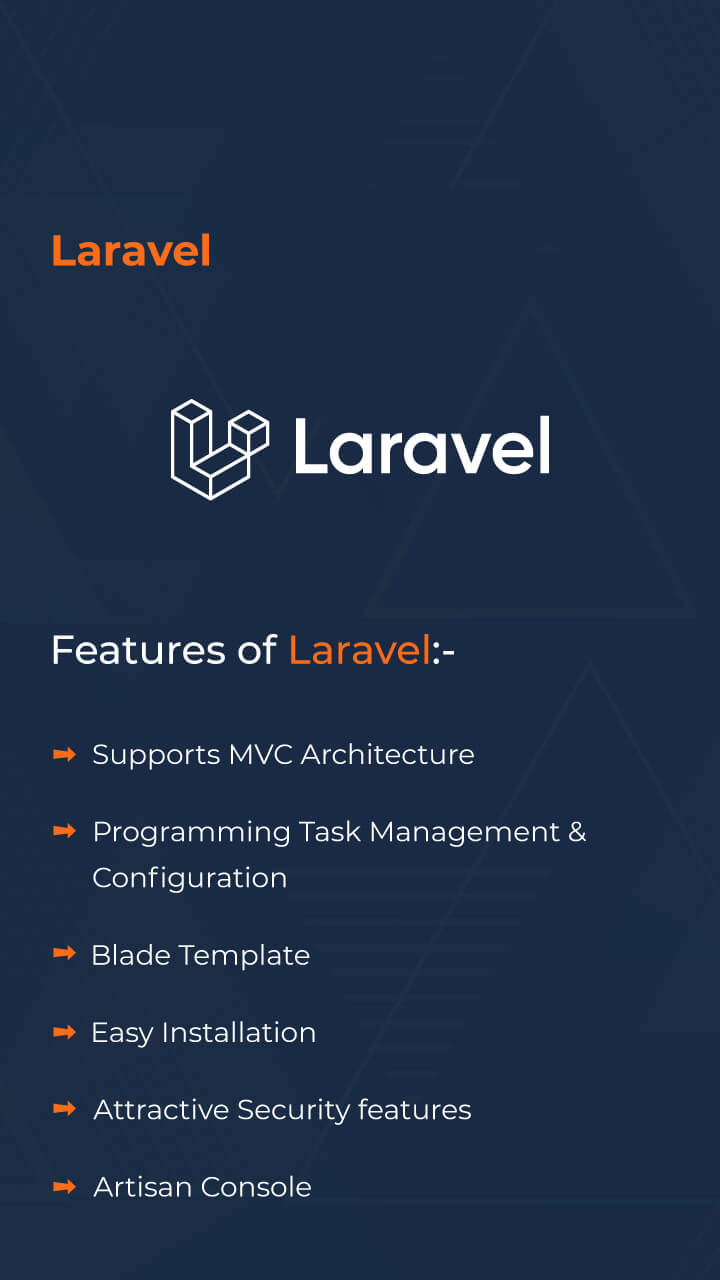 Laravel
Laravel
Features of Laravel:-
Supports MVC Architecture
Programming Task Management &
Configuration
Blade Template
Easy Installation
Attractive Security features
Artisan Console